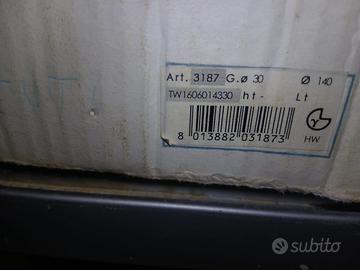 Art. 3187 G.ø 30 Ø 140
TW1606014330 ht - Lt
8 013882 031873
HW
subito